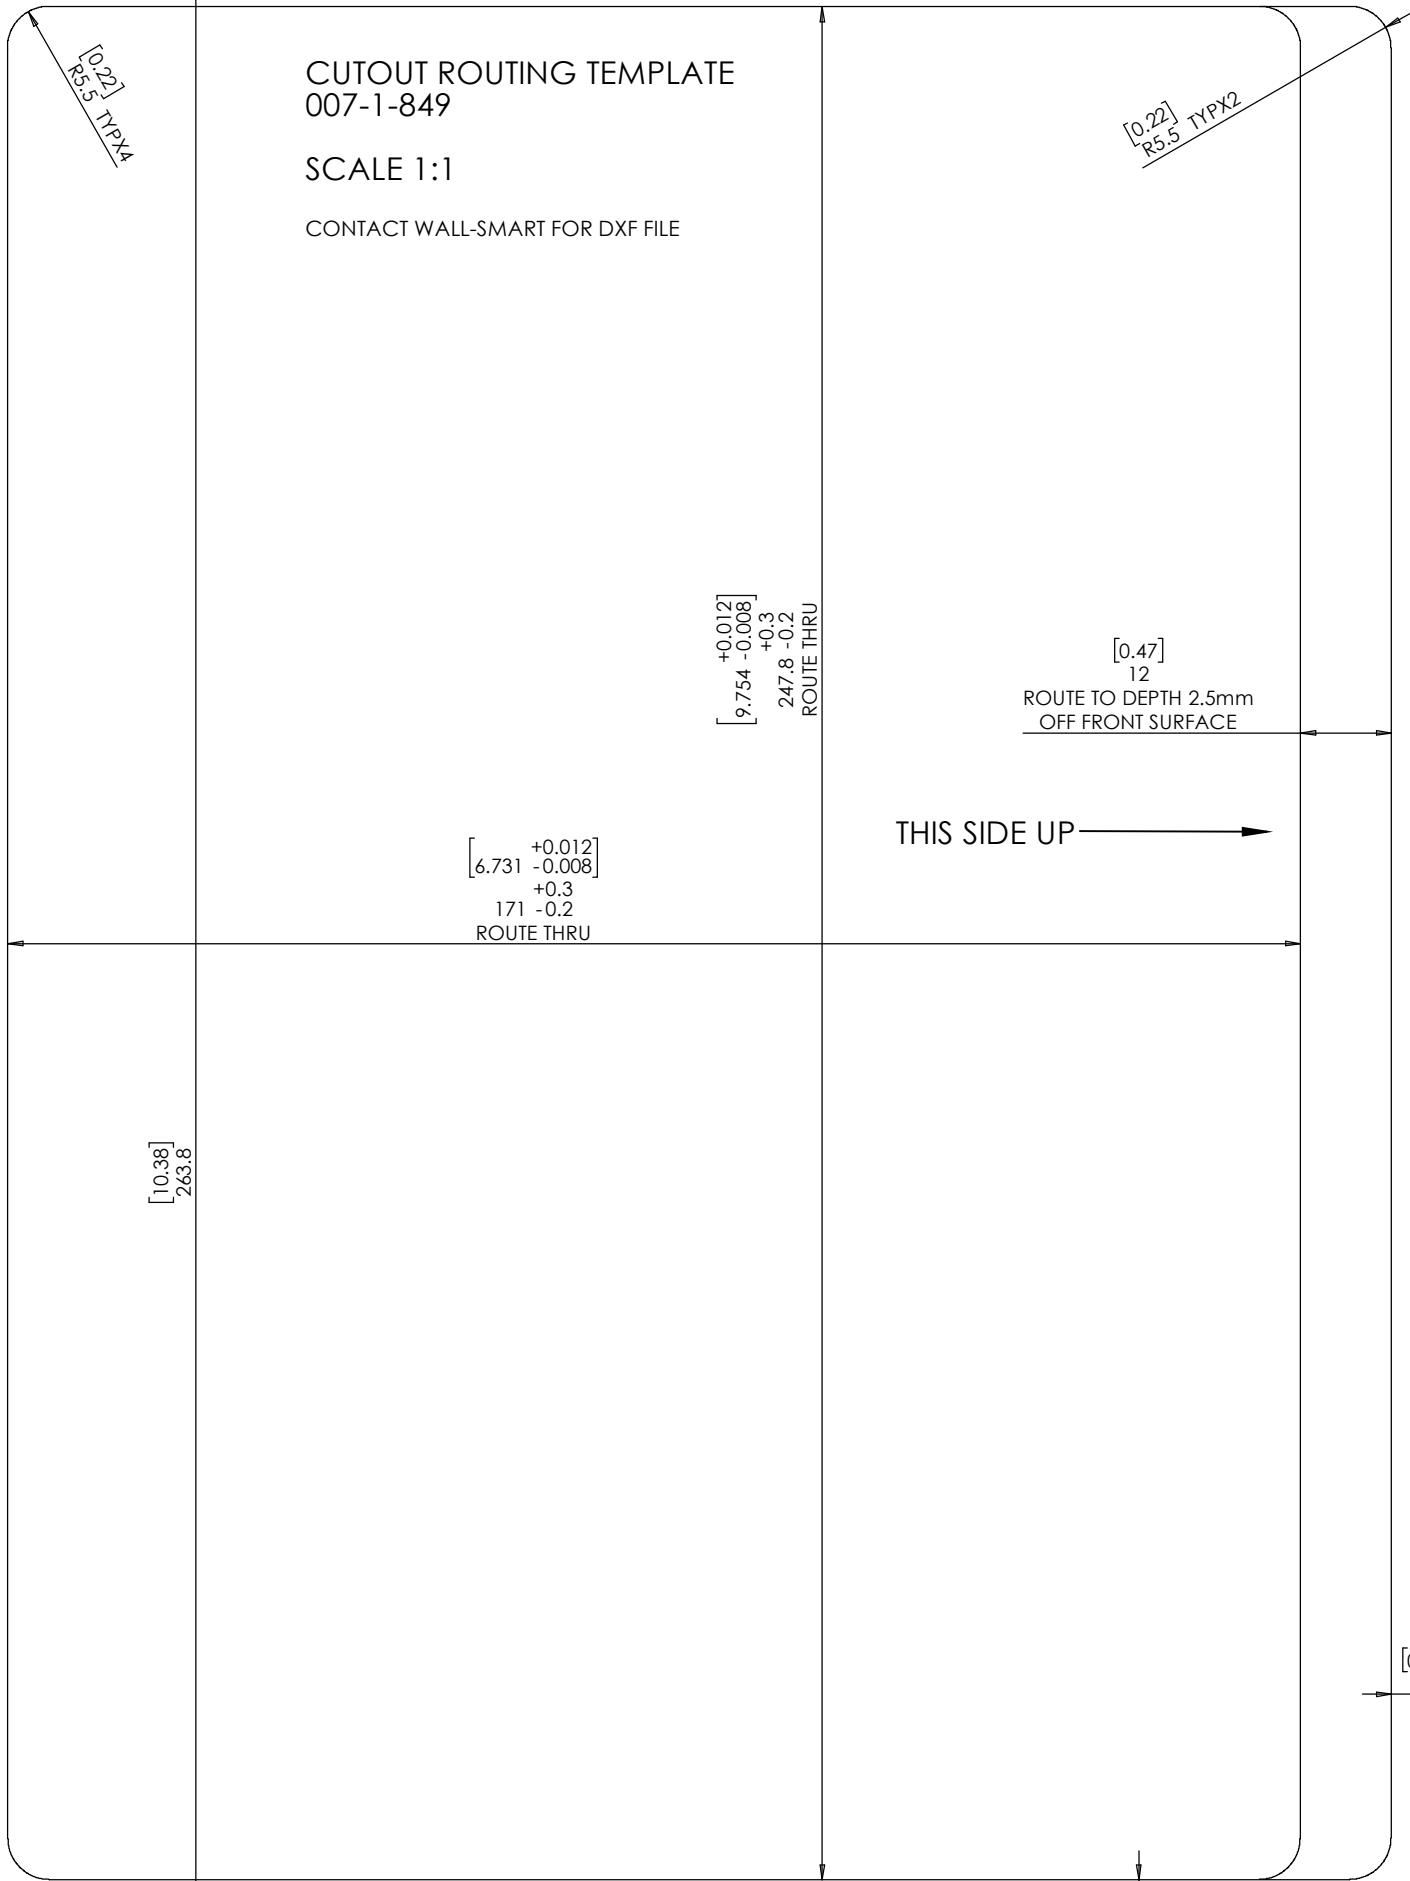 [0.22]
R5.5 TYPX4
CUTOUT ROUTING TEMPLATE
007-1-849
SCALE 1:1
CONTACT WALL-SMART FOR DXF FILE
[0.22]
R5.5 TYPX2
+0.012
[9.754 -0.008]
+0.3
247.8 -0.2
ROUTE THRU
[0.47]
12
ROUTE TO DEPTH 2.5mm
OFF FRONT SURFACE
THIS SIDE UP
+0.012
[6.731 -0.008]
+0.3
171 -0.2
ROUTE THRU
[10.38]
263.8